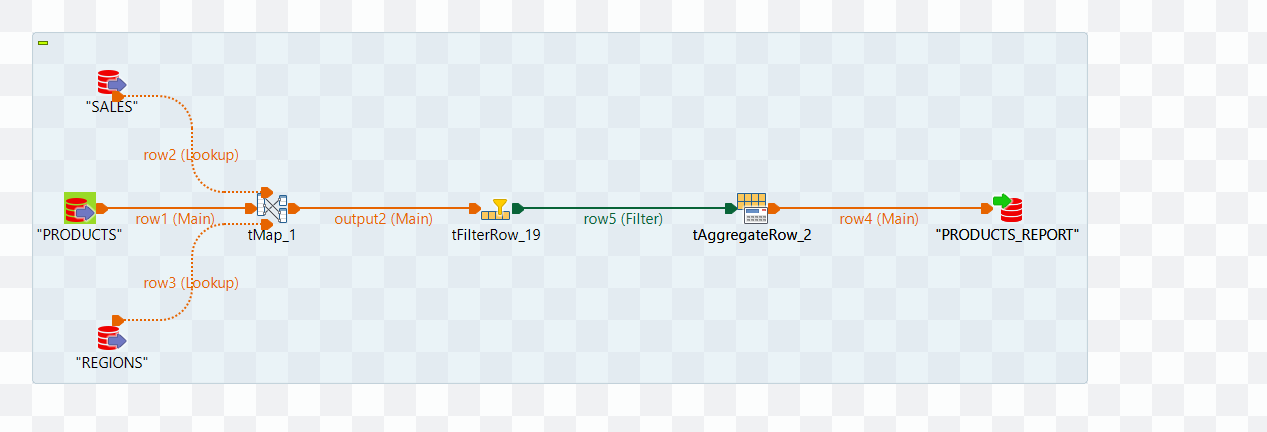 "SALES"
row2 (Lookup)
row1 (Main)
output2 (Main)
row5 (Filter)
row4 (Main)
"PRODUCTS"
tMap_1
tFilterRow_19
tAggregateRow_2
"PRODUCTS_REPORT"
row3 (Lookup)
"REGIONS"